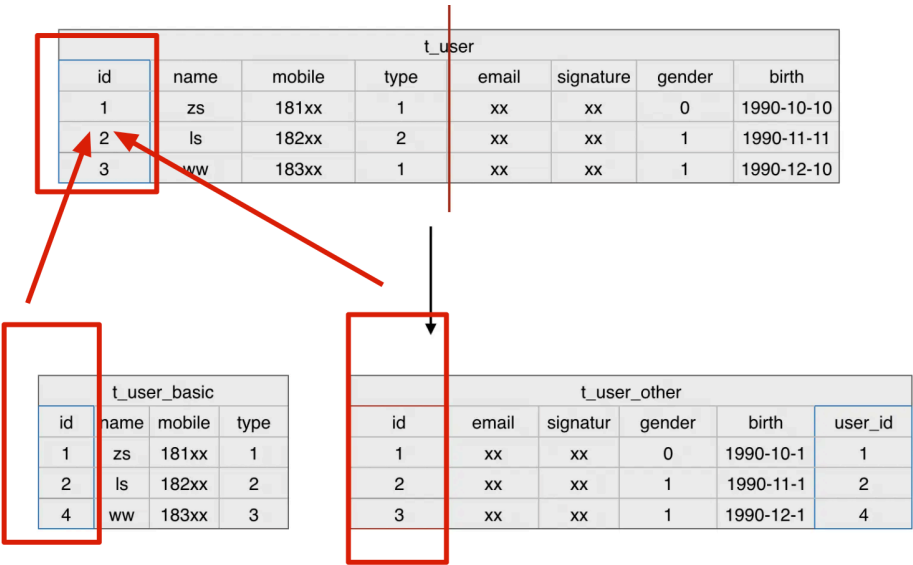 t_user
id name mobile type email signature gender birth
1 zs 181xx 1 xx xx 0 1990-10-10
2 ls 182xx 2 xx xx 1 1990-11-11
3 ww 183xx 1 xx xx 1 1990-12-10
t_user_basic
id name mobile type
1 zs 181xx 1
2 ls 182xx 2
4 ww 183xx 3
t_user_other
id email signatur gender birth user_id
1 xx xx 0 1990-10-1 1
2 xx xx 1 1990-11-1 2
3 xx xx 1 1990-12-1 4